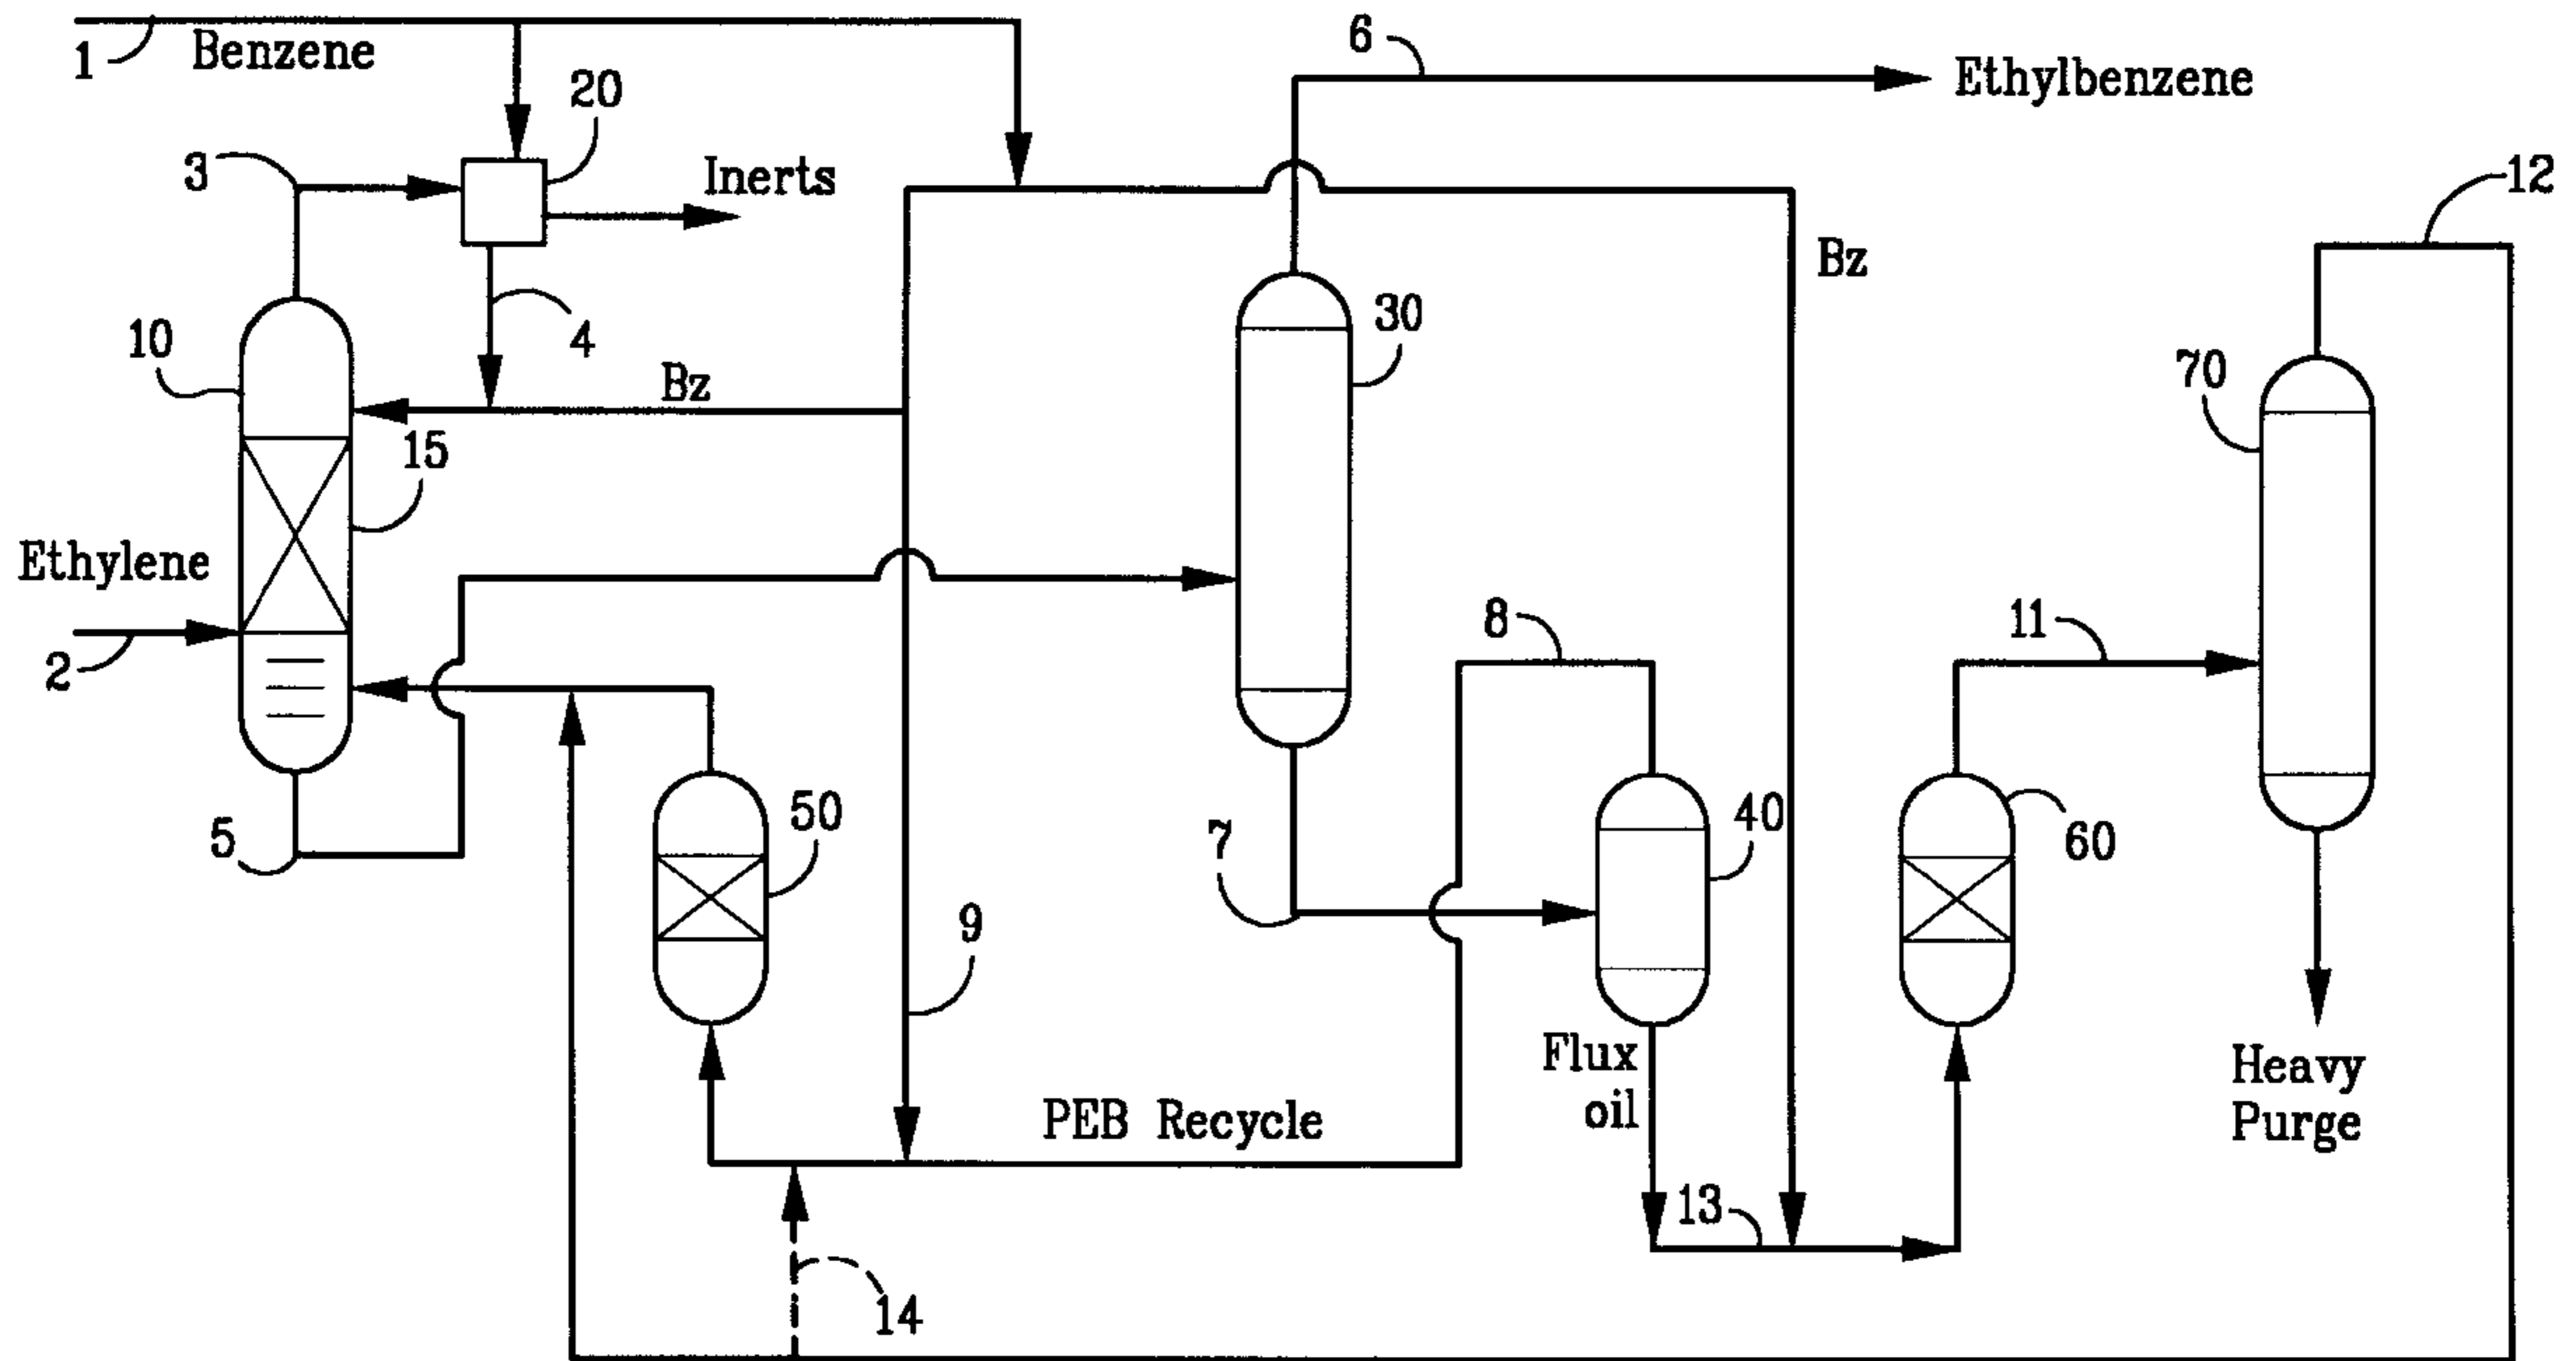 6
1
Benzene
Ethylbenzene
20
3
Inerts
12
Bz
30
10
4
Bz
70
15
Ethylene
8
11
2
50
40
7
5
60
9
Flux
oil
Heavy
Purge
PEB Recycle
13
14